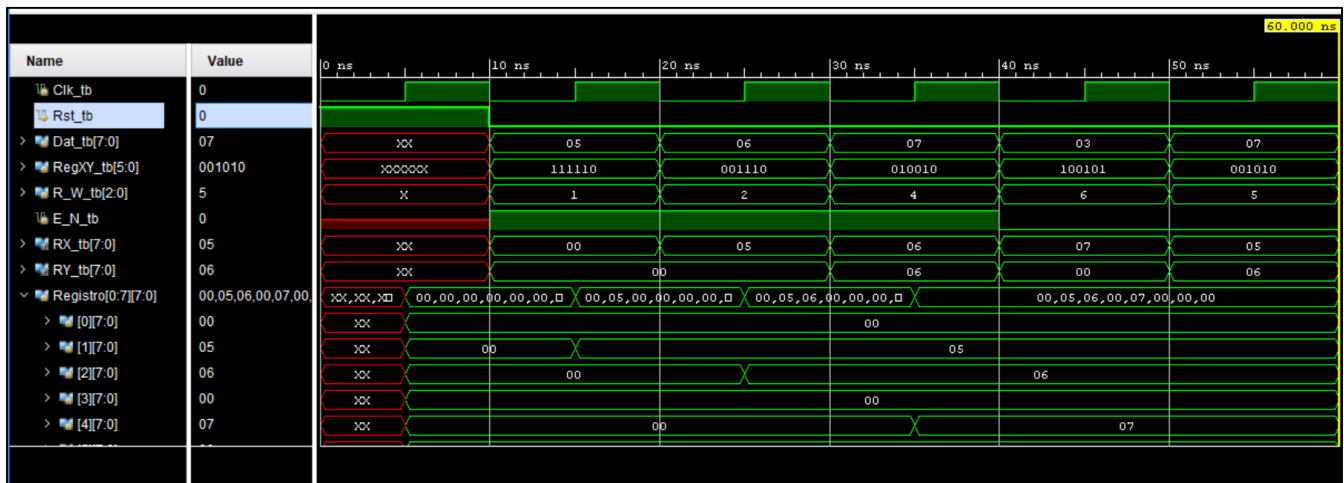 60.000 ns
Name Value 0 ns 10 ns 20 ns 30 ns 40 ns 50 ns
Clk_tb 0
Rst_tb 0
Dat_tb[7:0] 07 XX 05 06 07 03 07
RegXY_tb[5:0] 001010 XXXXXX 111110 001110 010010 100101 001010
R_W_tb[2:0] 5 X 1 2 4 6 5
E_N_tb 0
RX_tb[7:0] 05 XX 00 05 06 07 05
RY_tb[7:0] 06 XX 00 06 00 06
Registro[0:7][7:0] 00,05,06,00,07,00, XX,XX,X 00,00,00,00,00,00, 00,05,00,00,00,00, 00,05,06,00,00,00, 00,05,06,00,07,00,00,00
[0][7:0] 00 XX 00
[1][7:0] 05 XX 00 05
[2][7:0] 06 XX 00 06
[3][7:0] 00 XX 00
[4][7:0] 07 XX 00 07